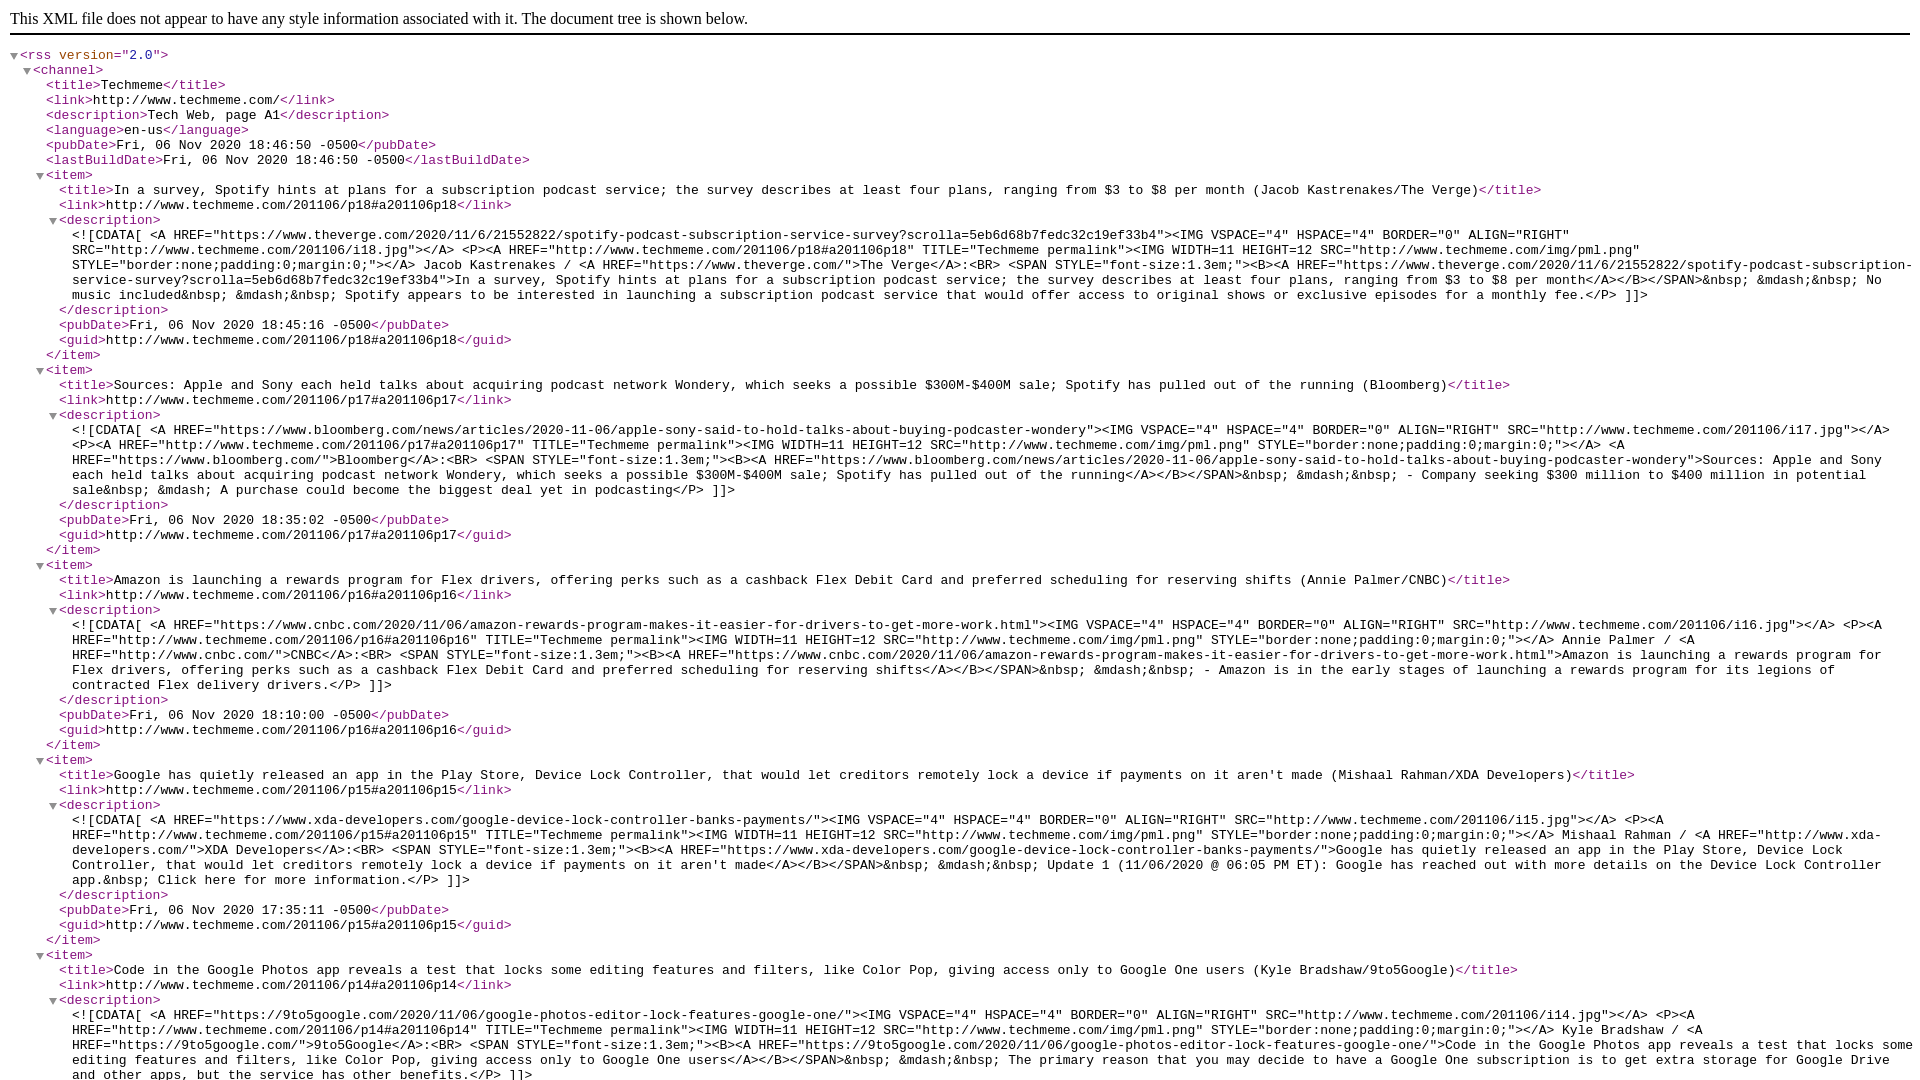 This XML file does not appear to have any style information associated with it. The document tree is shown below.
<rss version="2.0">
<channel>
<title>Techmeme</title>
<link>http://www.techmeme.com/</link>
<description>Tech Web, page A1</description>
<language>en-us</language>
<pubDate>Fri, 06 Nov 2020 18:46:50 -0500</pubDate>
<lastBuildDate>Fri, 06 Nov 2020 18:46:50 -0500</lastBuildDate>
<item>
<title>In a survey, Spotify hints at plans for a subscription podcast service; the survey describes at least four plans, ranging from $3 to $8 per month (Jacob Kastrenakes/The Verge)</title>
<link>http://www.techmeme.com/201106/p18#a201106p18</link>
<description>
<![CDATA[ <A HREF="https://www.theverge.com/2020/11/6/21552822/spotify-podcast-subscription-service-survey?scrolla=5eb6d68b7fedc32c19ef33b4"><IMG VSPACE="4" HSPACE="4" BORDER="0" ALIGN="RIGHT"
SRC="http://www.techmeme.com/201106/i18.jpg"></A> <P><A HREF="http://www.techmeme.com/201106/p18#a201106p18" TITLE="Techmeme permalink"><IMG WIDTH=11 HEIGHT=12 SRC="http://www.techmeme.com/img/pml.png"
STYLE="border:none;padding:0;margin:0;"></A> Jacob Kastrenakes / <A HREF="https://www.theverge.com/">The Verge</A>:<BR> <SPAN STYLE="font-size:1.3em;"><B><A HREF="https://www.theverge.com/2020/11/6/21552822/spotify-podcast-subscription-
service-survey?scrolla=5eb6d68b7fedc32c19ef33b4">In a survey, Spotify hints at plans for a subscription podcast service; the survey describes at least four plans, ranging from $3 to $8 per month</A></B></SPAN>&nbsp; &mdash;&nbsp; No
music included&nbsp; &mdash;&nbsp; Spotify appears to be interested in launching a subscription podcast service that would offer access to original shows or exclusive episodes for a monthly fee.</P> ]]>
</description>
<pubDate>Fri, 06 Nov 2020 18:45:16 -0500</pubDate>
<guid>http://www.techmeme.com/201106/p18#a201106p18</guid>
</item>
<item>
<title>Sources: Apple and Sony each held talks about acquiring podcast network Wondery, which seeks a possible $300M-$400M sale; Spotify has pulled out of the running (Bloomberg)</title>
<link>http://www.techmeme.com/201106/p17#a201106p17</link>
<description>
<![CDATA[ <A HREF="https://www.bloomberg.com/news/articles/2020-11-06/apple-sony-said-to-hold-talks-about-buying-podcaster-wondery"><IMG VSPACE="4" HSPACE="4" BORDER="0" ALIGN="RIGHT" SRC="http://www.techmeme.com/201106/i17.jpg"></A>
<P><A HREF="http://www.techmeme.com/201106/p17#a201106p17" TITLE="Techmeme permalink"><IMG WIDTH=11 HEIGHT=12 SRC="http://www.techmeme.com/img/pml.png" STYLE="border:none;padding:0;margin:0;"></A> <A
HREF="https://www.bloomberg.com/">Bloomberg</A>:<BR> <SPAN STYLE="font-size:1.3em;"><B><A HREF="https://www.bloomberg.com/news/articles/2020-11-06/apple-sony-said-to-hold-talks-about-buying-podcaster-wondery">Sources: Apple and Sony
each held talks about acquiring podcast network Wondery, which seeks a possible $300M-$400M sale; Spotify has pulled out of the running</A></B></SPAN>&nbsp; &mdash;&nbsp; - Company seeking $300 million to $400 million in potential
sale&nbsp; &mdash; A purchase could become the biggest deal yet in podcasting</P> ]]>
</description>
<pubDate>Fri, 06 Nov 2020 18:35:02 -0500</pubDate>
<guid>http://www.techmeme.com/201106/p17#a201106p17</guid>
</item>
<item>
<title>Amazon is launching a rewards program for Flex drivers, offering perks such as a cashback Flex Debit Card and preferred scheduling for reserving shifts (Annie Palmer/CNBC)</title>
<link>http://www.techmeme.com/201106/p16#a201106p16</link>
<description>
<![CDATA[ <A HREF="https://www.cnbc.com/2020/11/06/amazon-rewards-program-makes-it-easier-for-drivers-to-get-more-work.html"><IMG VSPACE="4" HSPACE="4" BORDER="0" ALIGN="RIGHT" SRC="http://www.techmeme.com/201106/i16.jpg"></A> <P><A
HREF="http://www.techmeme.com/201106/p16#a201106p16" TITLE="Techmeme permalink"><IMG WIDTH=11 HEIGHT=12 SRC="http://www.techmeme.com/img/pml.png" STYLE="border:none;padding:0;margin:0;"></A> Annie Palmer / <A
HREF="http://www.cnbc.com/">CNBC</A>:<BR> <SPAN STYLE="font-size:1.3em;"><B><A HREF="https://www.cnbc.com/2020/11/06/amazon-rewards-program-makes-it-easier-for-drivers-to-get-more-work.html">Amazon is launching a rewards program for
Flex drivers, offering perks such as a cashback Flex Debit Card and preferred scheduling for reserving shifts</A></B></SPAN>&nbsp; &mdash;&nbsp; - Amazon is in the early stages of launching a rewards program for its legions of
contracted Flex delivery drivers.</P> ]]>
</description>
<pubDate>Fri, 06 Nov 2020 18:10:00 -0500</pubDate>
<guid>http://www.techmeme.com/201106/p16#a201106p16</guid>
</item>
<item>
<title>Google has quietly released an app in the Play Store, Device Lock Controller, that would let creditors remotely lock a device if payments on it aren't made (Mishaal Rahman/XDA Developers)</title>
<link>http://www.techmeme.com/201106/p15#a201106p15</link>
<description>
<![CDATA[ <A HREF="https://www.xda-developers.com/google-device-lock-controller-banks-payments/"><IMG VSPACE="4" HSPACE="4" BORDER="0" ALIGN="RIGHT" SRC="http://www.techmeme.com/201106/i15.jpg"></A> <P><A
HREF="http://www.techmeme.com/201106/p15#a201106p15" TITLE="Techmeme permalink"><IMG WIDTH=11 HEIGHT=12 SRC="http://www.techmeme.com/img/pml.png" STYLE="border:none;padding:0;margin:0;"></A> Mishaal Rahman / <A HREF="http://www.xda-
developers.com/">XDA Developers</A>:<BR> <SPAN STYLE="font-size:1.3em;"><B><A HREF="https://www.xda-developers.com/google-device-lock-controller-banks-payments/">Google has quietly released an app in the Play Store, Device Lock
Controller, that would let creditors remotely lock a device if payments on it aren't made</A></B></SPAN>&nbsp; &mdash;&nbsp; Update 1 (11/06/2020 @ 06:05 PM ET): Google has reached out with more details on the Device Lock Controller
app.&nbsp; Click here for more information.</P> ]]>
</description>
<pubDate>Fri, 06 Nov 2020 17:35:11 -0500</pubDate>
<guid>http://www.techmeme.com/201106/p15#a201106p15</guid>
</item>
<item>
<title>Code in the Google Photos app reveals a test that locks some editing features and filters, like Color Pop, giving access only to Google One users (Kyle Bradshaw/9to5Google)</title>
<link>http://www.techmeme.com/201106/p14#a201106p14</link>
<description>
<![CDATA[ <A HREF="https://9to5google.com/2020/11/06/google-photos-editor-lock-features-google-one/"><IMG VSPACE="4" HSPACE="4" BORDER="0" ALIGN="RIGHT" SRC="http://www.techmeme.com/201106/i14.jpg"></A> <P><A
HREF="http://www.techmeme.com/201106/p14#a201106p14" TITLE="Techmeme permalink"><IMG WIDTH=11 HEIGHT=12 SRC="http://www.techmeme.com/img/pml.png" STYLE="border:none;padding:0;margin:0;"></A> Kyle Bradshaw / <A
HREF="https://9to5google.com/">9to5Google</A>:<BR> <SPAN STYLE="font-size:1.3em;"><B><A HREF="https://9to5google.com/2020/11/06/google-photos-editor-lock-features-google-one/">Code in the Google Photos app reveals a test that locks some
editing features and filters, like Color Pop, giving access only to Google One users</A></B></SPAN>&nbsp; &mdash;&nbsp; The primary reason that you may decide to have a Google One subscription is to get extra storage for Google Drive
and other apps, but the service has other benefits.</P> ]]>